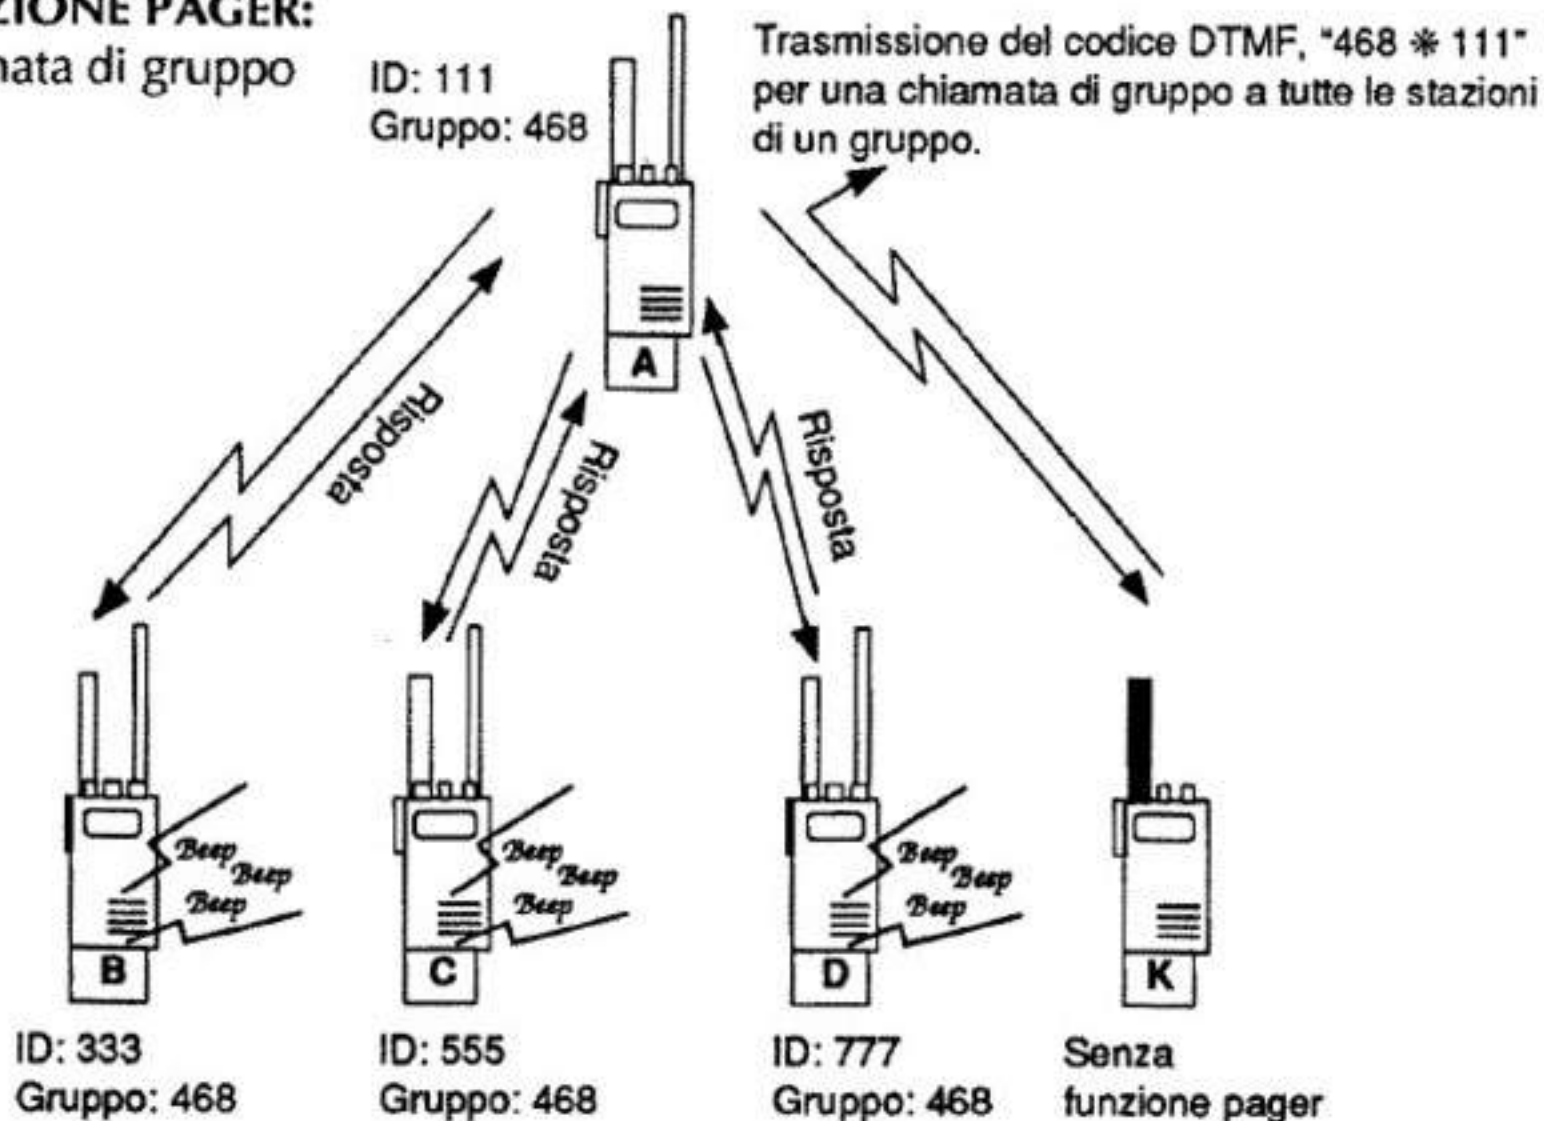 ZIONE PAGER:
nata di gruppo
ID: 111
Gruppo: 468
Trasmissione del codice DTMF, "468 ✳ 111"
per una chiamata di gruppo a tutte le stazioni
di un gruppo.
A
Risposta
Risposta
Risposta
Beep
Beep
Beep
B
ID: 333
Gruppo: 468
Beep
Beep
Beep
C
ID: 555
Gruppo: 468
Beep
Beep
Beep
D
ID: 777
Gruppo: 468
K
Senza
funzione pager